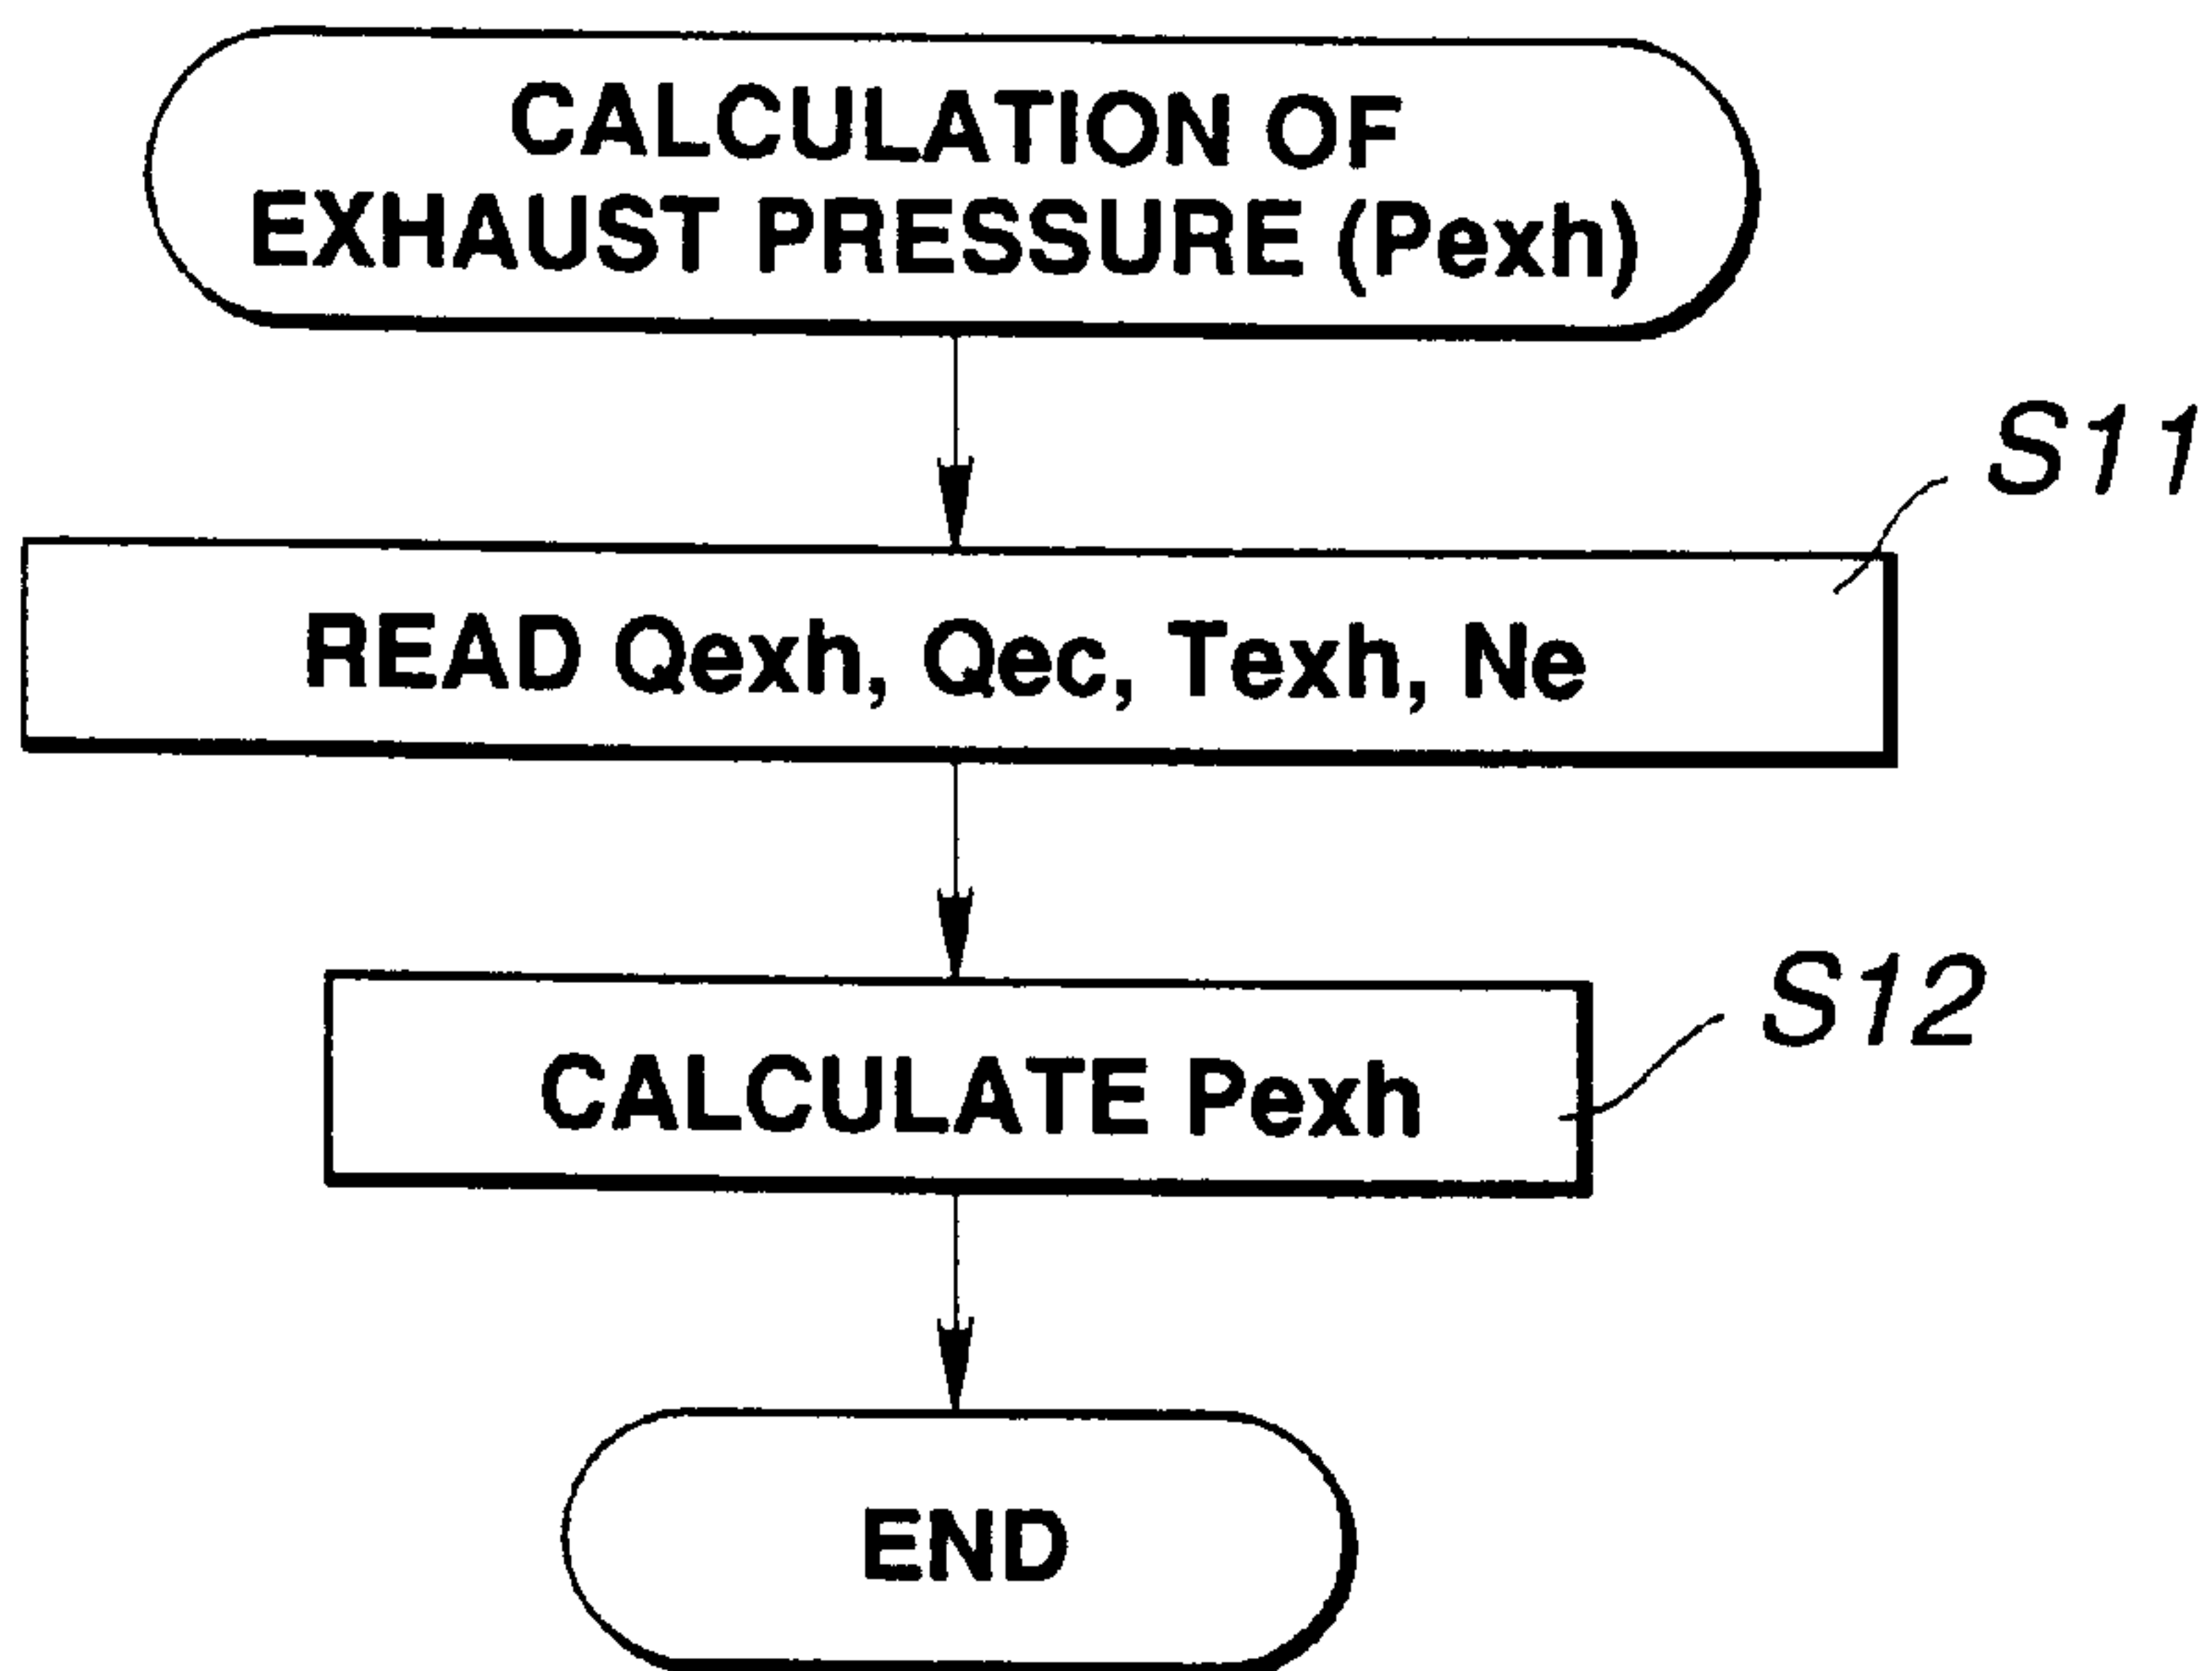 CALCULATION OF
EXHAUST PRESSURE (Pexh)
S11
READ Qexh, Qec, Texh, Ne
S12
CALCULATE Pexh
END